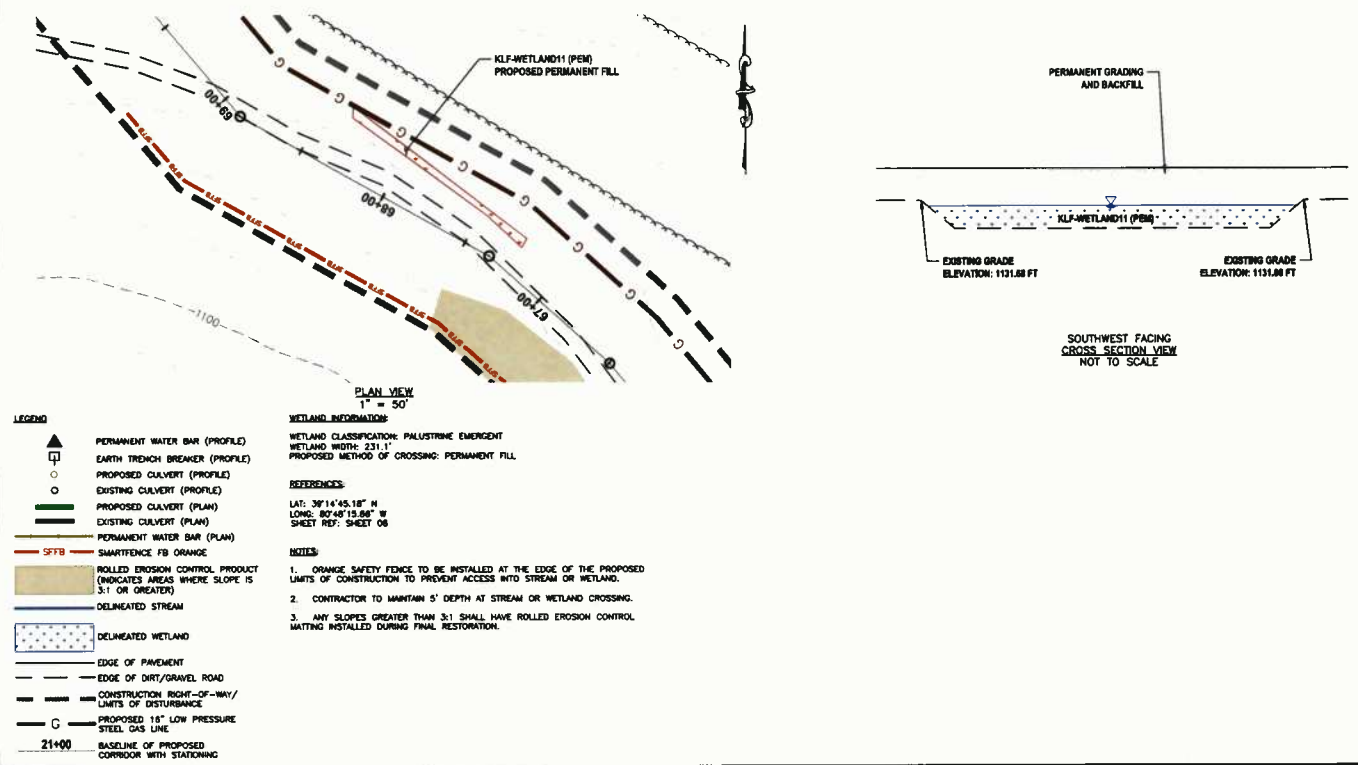 KLF-WETLAND11 (PEM)
PROPOSED PERMANENT FILL
G
G
G
G
G
G
G
G
69+00
68+00
67+00
SFFB
SFFB
SFFB
SFFB
SFFB
SFFB
SFFB
SFFB
SFFB
1100
PLAN VIEW
1" = 50'
PERMANENT GRADING
AND BACKFILL
KLF-WETLAND11 (PEM)
EXISTING GRADE
ELEVATION: 1131.68 FT
EXISTING GRADE
ELEVATION: FT
SOUTHWEST FACING
CROSS SECTION VIEW
NOT TO SCALE
LEGEND
PERMANENT WATER BAR (PROFILE)
EARTH TRENCH BREAKER (PROFILE)
PROPOSED CULVERT (PROFILE)
EXISTING CULVERT (PROFILE)
PROPOSED CULVERT (PLAN)
EXISTING CULVERT (PLAN)
PERMANENT WATER BAR (PLAN)
SFFB SMARTFENCE FB ORANGE
ROLLED EROSION CONTROL PRODUCT
(INDICATES AREAS WHERE SLOPE IS
3:1 OR GREATER)
DELINEATED STREAM
DELINEATED WETLAND
EDGE OF PAVEMENT
EDGE OF DIRT/GRAVEL ROAD
CONSTRUCTION RIGHT-OF-WAY/
LIMITS OF DISTURBANCE
G PROPOSED 16" LOW PRESSURE
STEEL GAS LINE
21+00 BASELINE OF PROPOSED
CORRIDOR WITH STATIONING
WETLAND INFORMATION:
WETLAND CLASSIFICATION: PALUSTRINE EMERGENT
WETLAND WIDTH: 231.1'
PROPOSED METHOD OF CROSSING: PERMANENT FILL
REFERENCES:
LAT: 39°14'45.18" N
LONG: 80°48'15.66" W
SHEET REF: SHEET 06
NOTES:
1. ORANGE SAFETY FENCE TO BE INSTALLED AT THE EDGE OF THE PROPOSED
LIMITS OF CONSTRUCTION TO PREVENT ACCESS INTO STREAM OR WETLAND.
2. CONTRACTOR TO MAINTAIN 5' DEPTH AT STREAM OR WETLAND CROSSING.
3. ANY SLOPES GREATER THAN 3:1 SHALL HAVE ROLLED EROSION CONTROL
MATTING INSTALLED DURING FINAL RESTORATION.